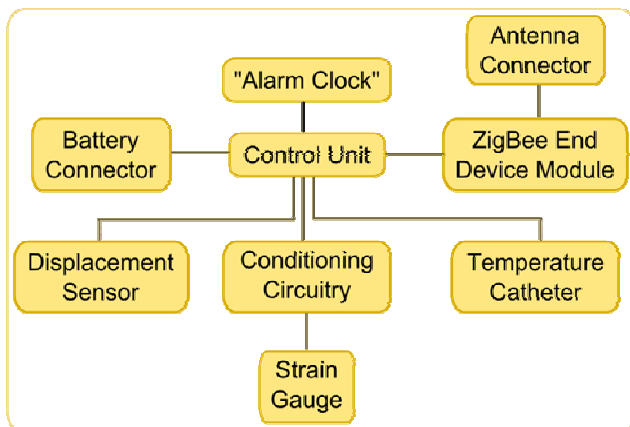 Antenna
Connector
"Alarm Clock"
Battery
Connector
Control Unit
ZigBee End
Device Module
Displacement
Sensor
Conditioning
Circuitry
Temperature
Catheter
Strain
Gauge